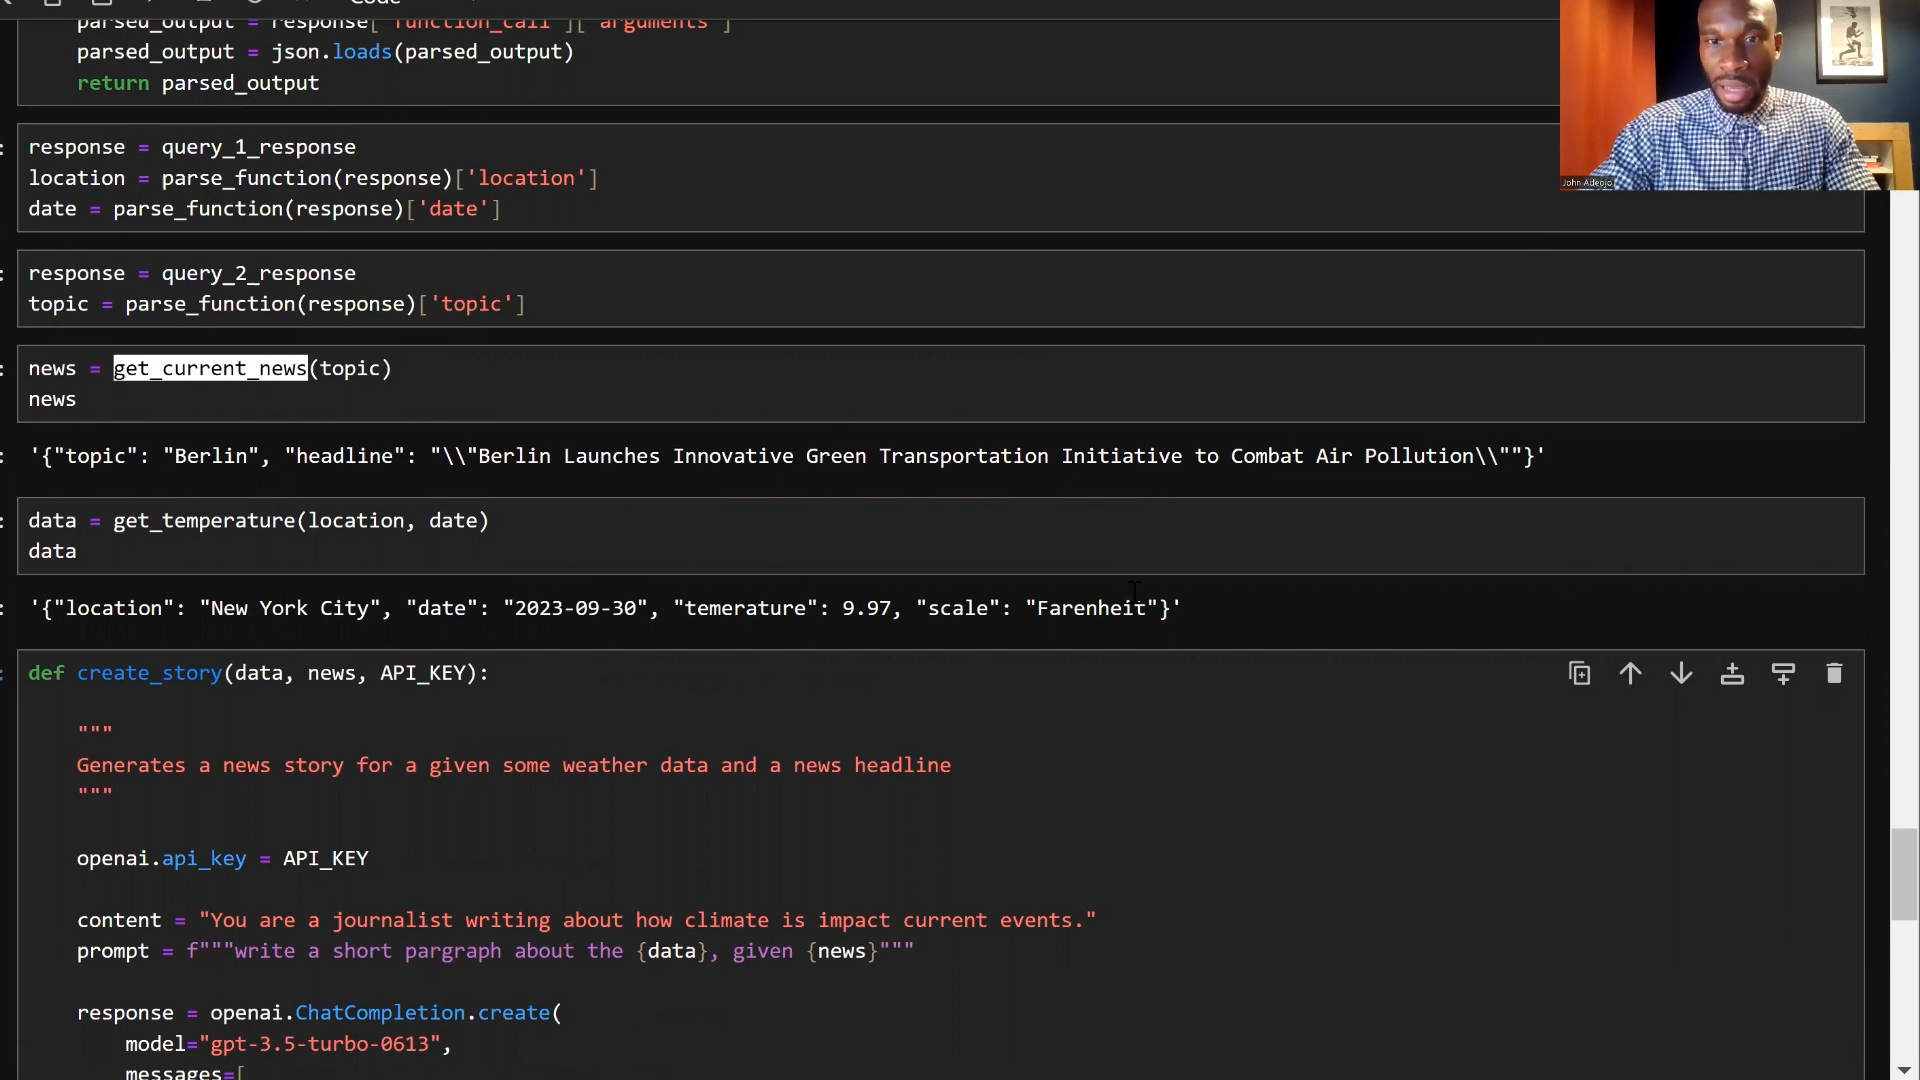 Code
parsed_output = response['function_call']['arguments']
parsed_output = json.loads(parsed_output)
return parsed_output
John Adeojo
: response = query_1_response
location = parse_function(response)['location']
date = parse_function(response)['date']
: response = query_2_response
topic = parse_function(response)['topic']
: news = get_current_news(topic)
news
: '{"topic": "Berlin", "headline": "\\"Berlin Launches Innovative Green Transportation Initiative to Combat Air Pollution\\""}'
: data = get_temperature(location, date)
data
: '{"location": "New York City", "date": "2023-09-30", "temerature": 9.97, "scale": "Farenheit"}'
: def create_story(data, news, API_KEY):
"""
Generates a news story for a given some weather data and a news headline
"""
openai.api_key = API_KEY
content = "You are a journalist writing about how climate is impact current events."
prompt = f"""write a short pargraph about the {data}, given {news}"""
response = openai.ChatCompletion.create(
model="gpt-3.5-turbo-0613",
messages=[